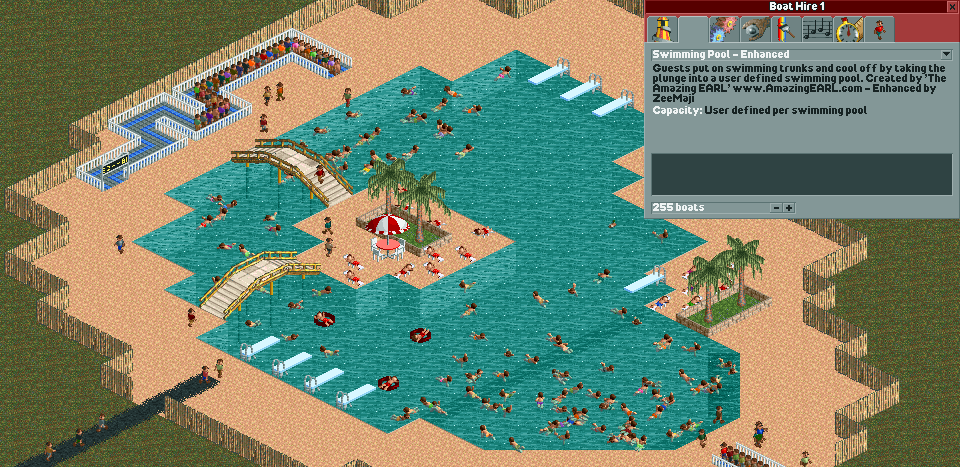 Boat Hire 1
Swimming Pool – Enhanced
Guests put on swimming trunks and cool off by taking the
plunge into a user defined swimming pool. Created by 'The
Amazing EARL' www.AmazingEARL.com – Enhanced by
ZeeMaji
Capacity: User defined per swimming pool
255 boats